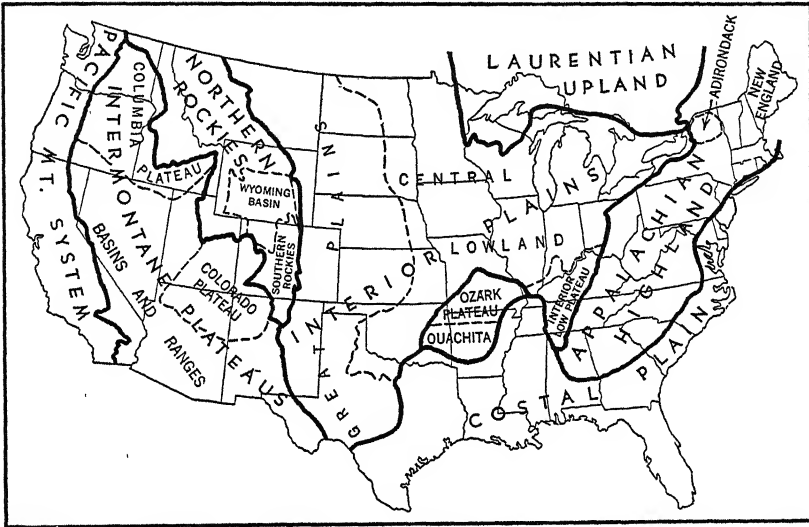 LAURENTIAN
UPLAND
ADIRONDACK
NEW
ENGLAND
PACIFIC MT. SYSTEM
COLUMBIA
PLATEAU
INTERMONTANE
PLATEAUS
NORTHERN
ROCKIES
WYOMING
BASIN
SOUTHERN
ROCKIES
BASINS
AND
RANGES
COLORADO
PLATEAU
GREAT PLAINS
INTERIOR PLAINS
CENTRAL
LOWLAND
OZARK
PLATEAU
OUACHITA
INTERIOR
LOW PLATEAU
APPALACHIAN
HIGHLAND
COSTAL PLAIN